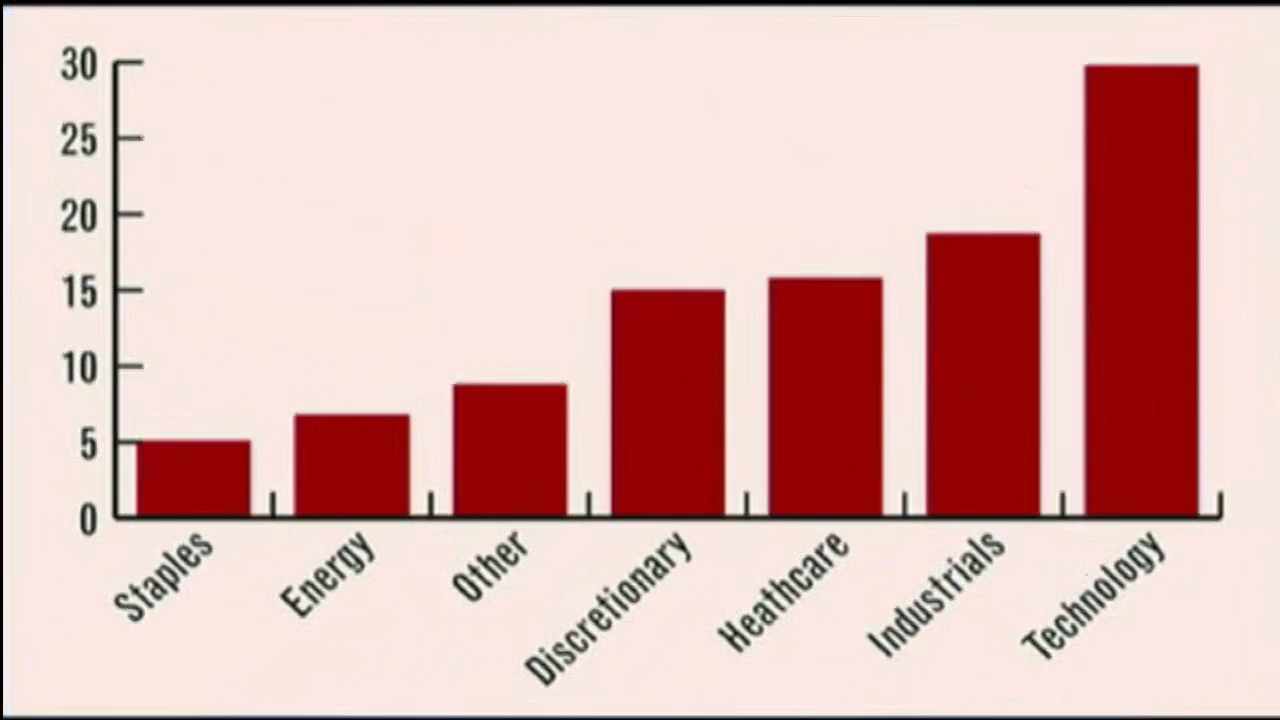 30
25
20
15
10
5
0
Staples
Energy
Other
Discretionary
Heathcare
Industrials
Technology